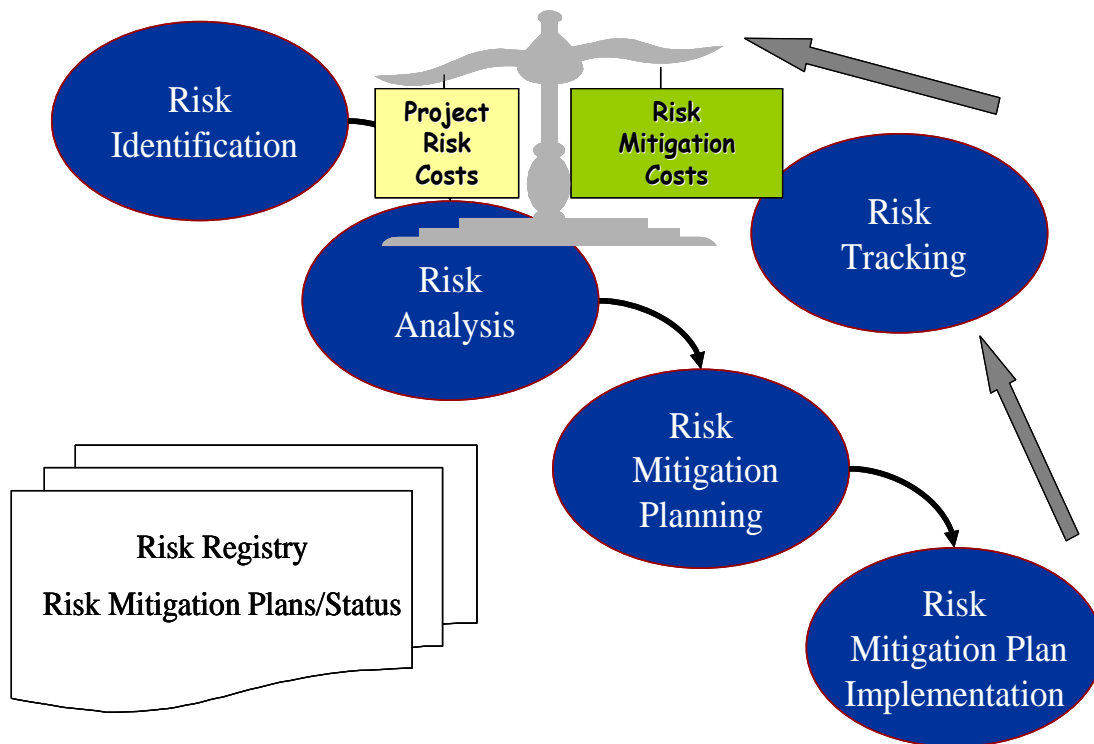 Risk
Identification
Project
Risk
Costs
Risk
Mitigation
Costs
Risk
Tracking
Risk
Analysis
Risk
Mitigation
Planning
Risk Registry
Risk Mitigation Plans/Status
Risk
Mitigation Plan
Implementation